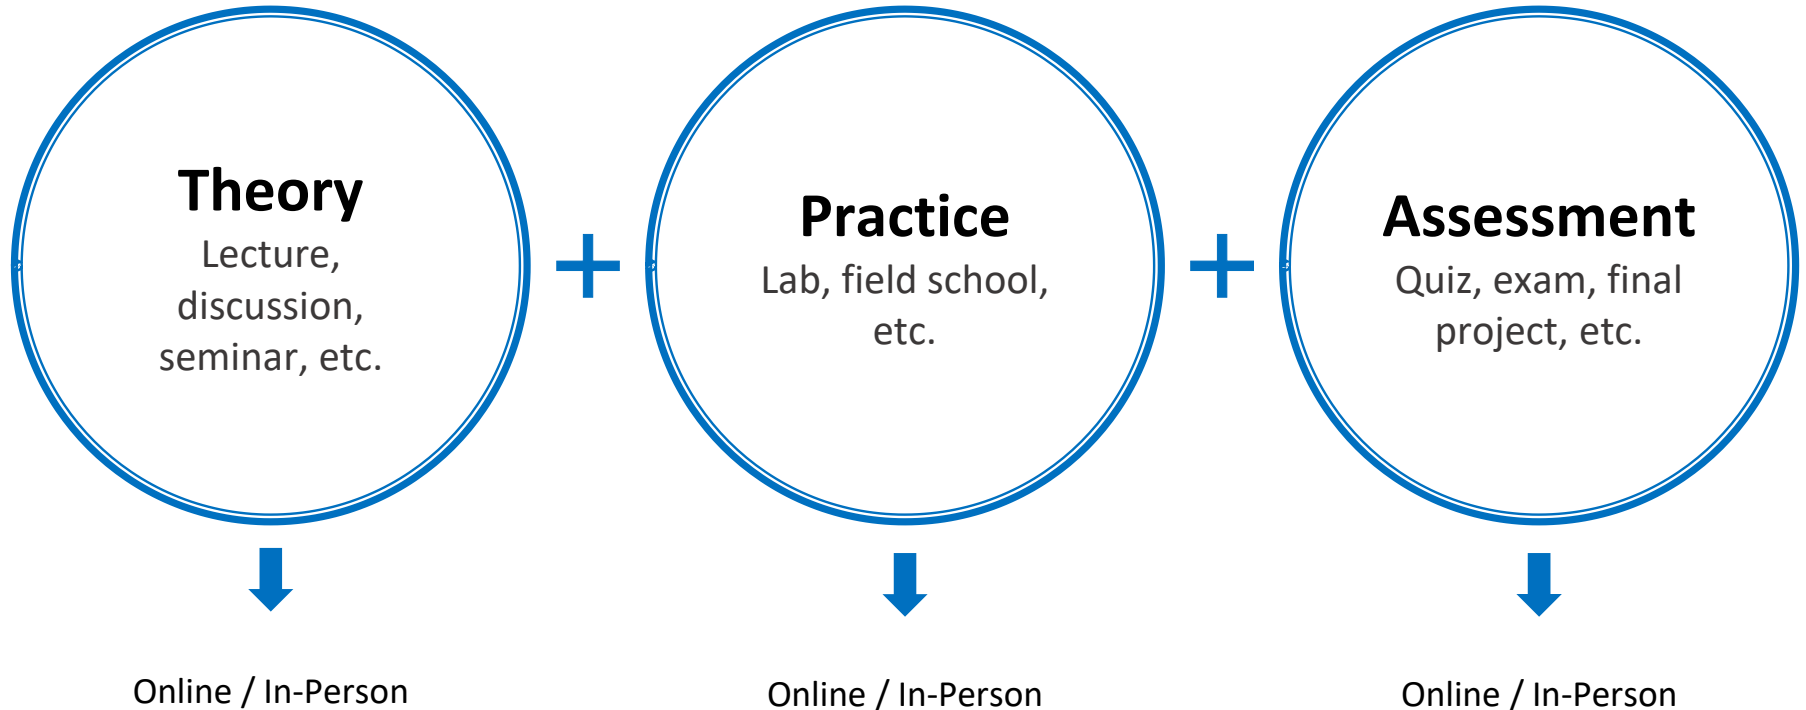 Theory
Lecture,
discussion,
seminar, etc.
Practice
Lab, field school,
etc.
Assessment
Quiz, exam, final
project, etc.
Online / In-Person
Online / In-Person
Online / In-Person